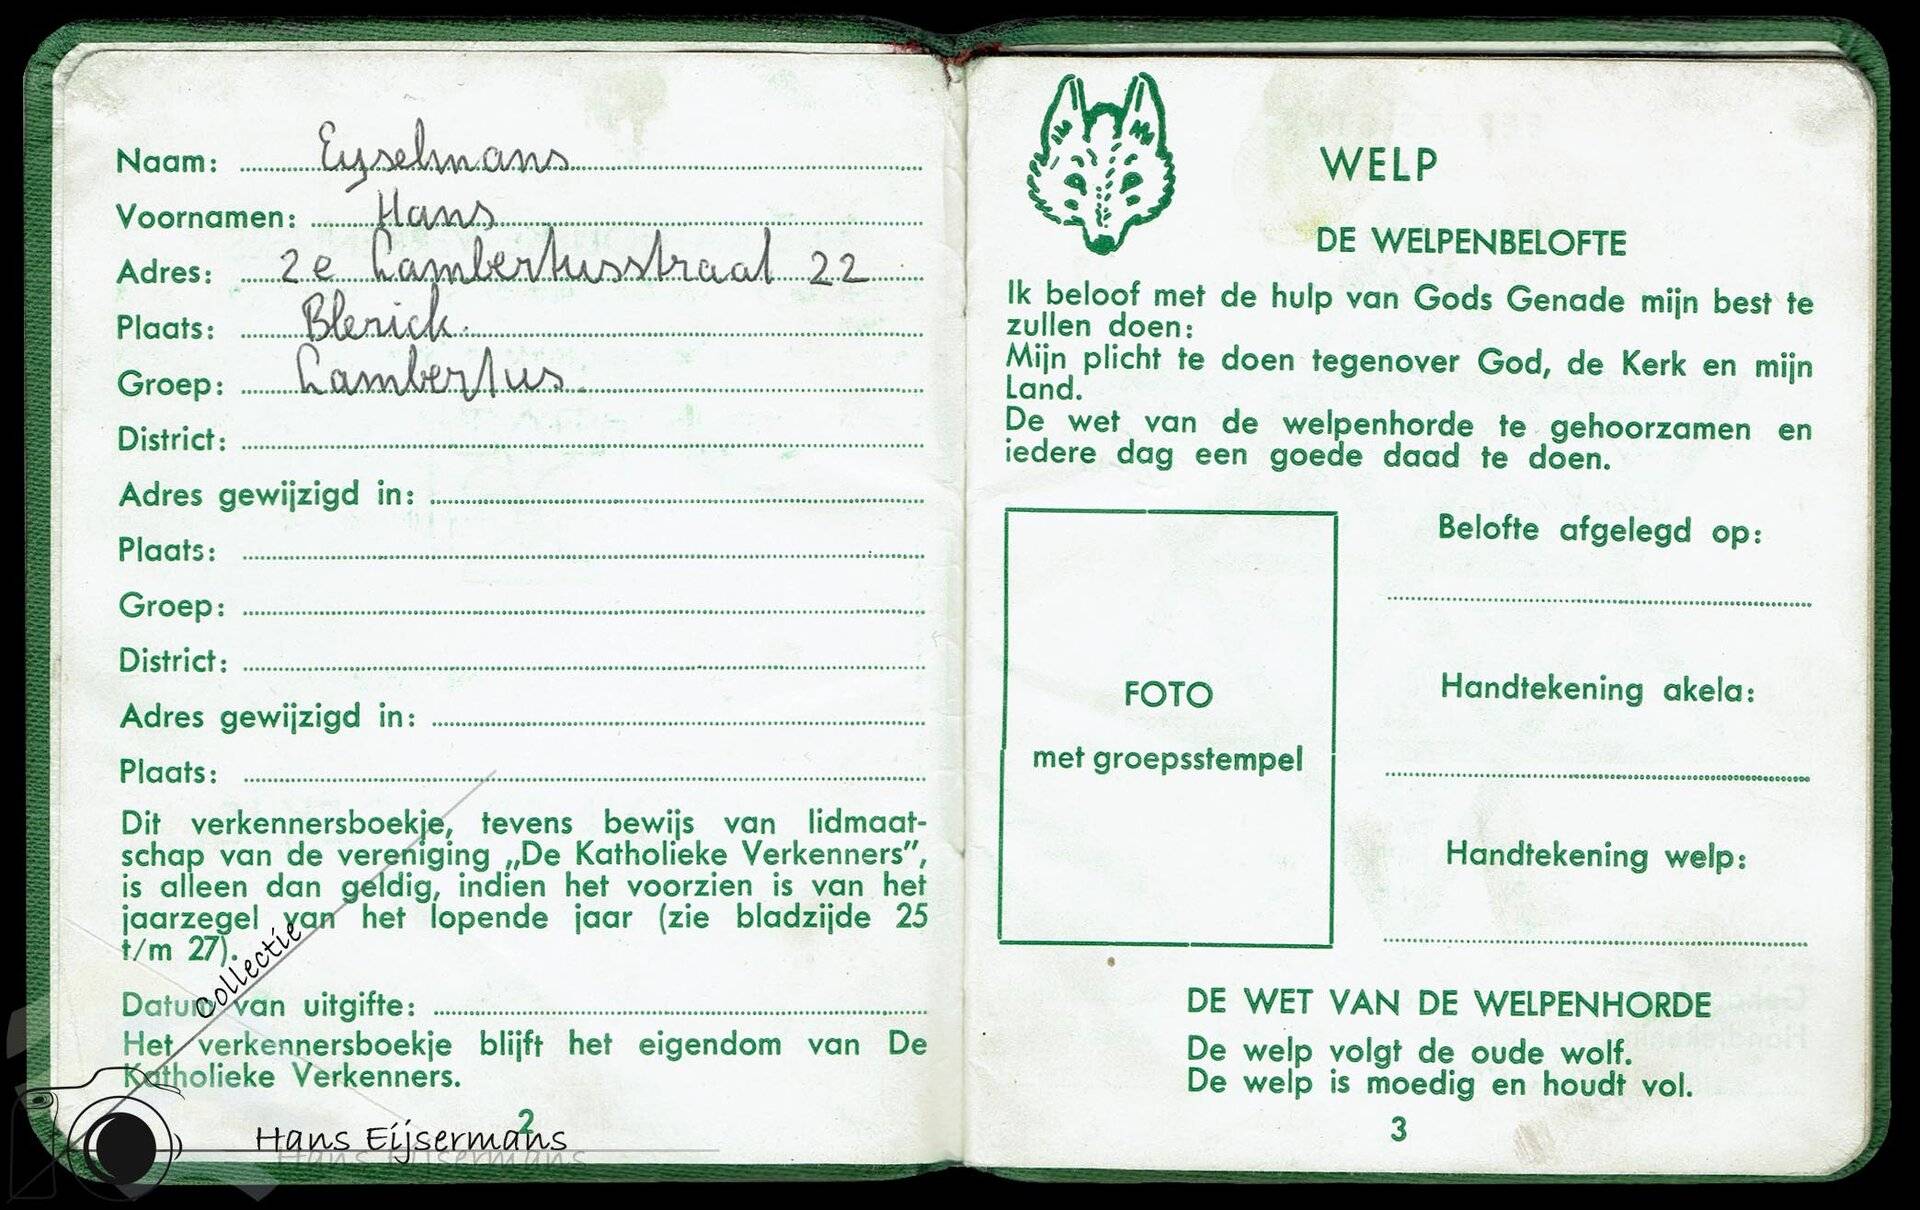 Naam: Eyselmans
Voornamen: Hans
Adres: 2e Lambertusstraat 22
Plaats: Blerick.
Groep: Lambertus.
District:
Adres gewijzigd in:
Plaats:
Groep:
District:
Adres gewijzigd in:
Plaats:
Dit verkennersboekje, tevens bewijs van lidmaat-
schap van de vereniging „De Katholieke Verkenners”,
is alleen dan geldig, indien het voorzien is van het
jaarzegel van het lopende jaar (zie bladzijde 25
t/m 27).
Datum van uitgifte:
Het verkennersboekje blijft het eigendom van De
Katholieke Verkenners.
2
collectie
Hans Eijsermans
WELP
DE WELPENBELOFTE
Ik beloof met de hulp van Gods Genade mijn best te
zullen doen:
Mijn plicht te doen tegenover God, de Kerk en mijn
Land.
De wet van de welpenhorde te gehoorzamen en
iedere dag een goede daad te doen.
FOTO
met groepsstempel
Belofte afgelegd op:
Handtekening akela:
Handtekening welp:
DE WET VAN DE WELPENHORDE
De welp volgt de oude wolf.
De welp is moedig en houdt vol.
3